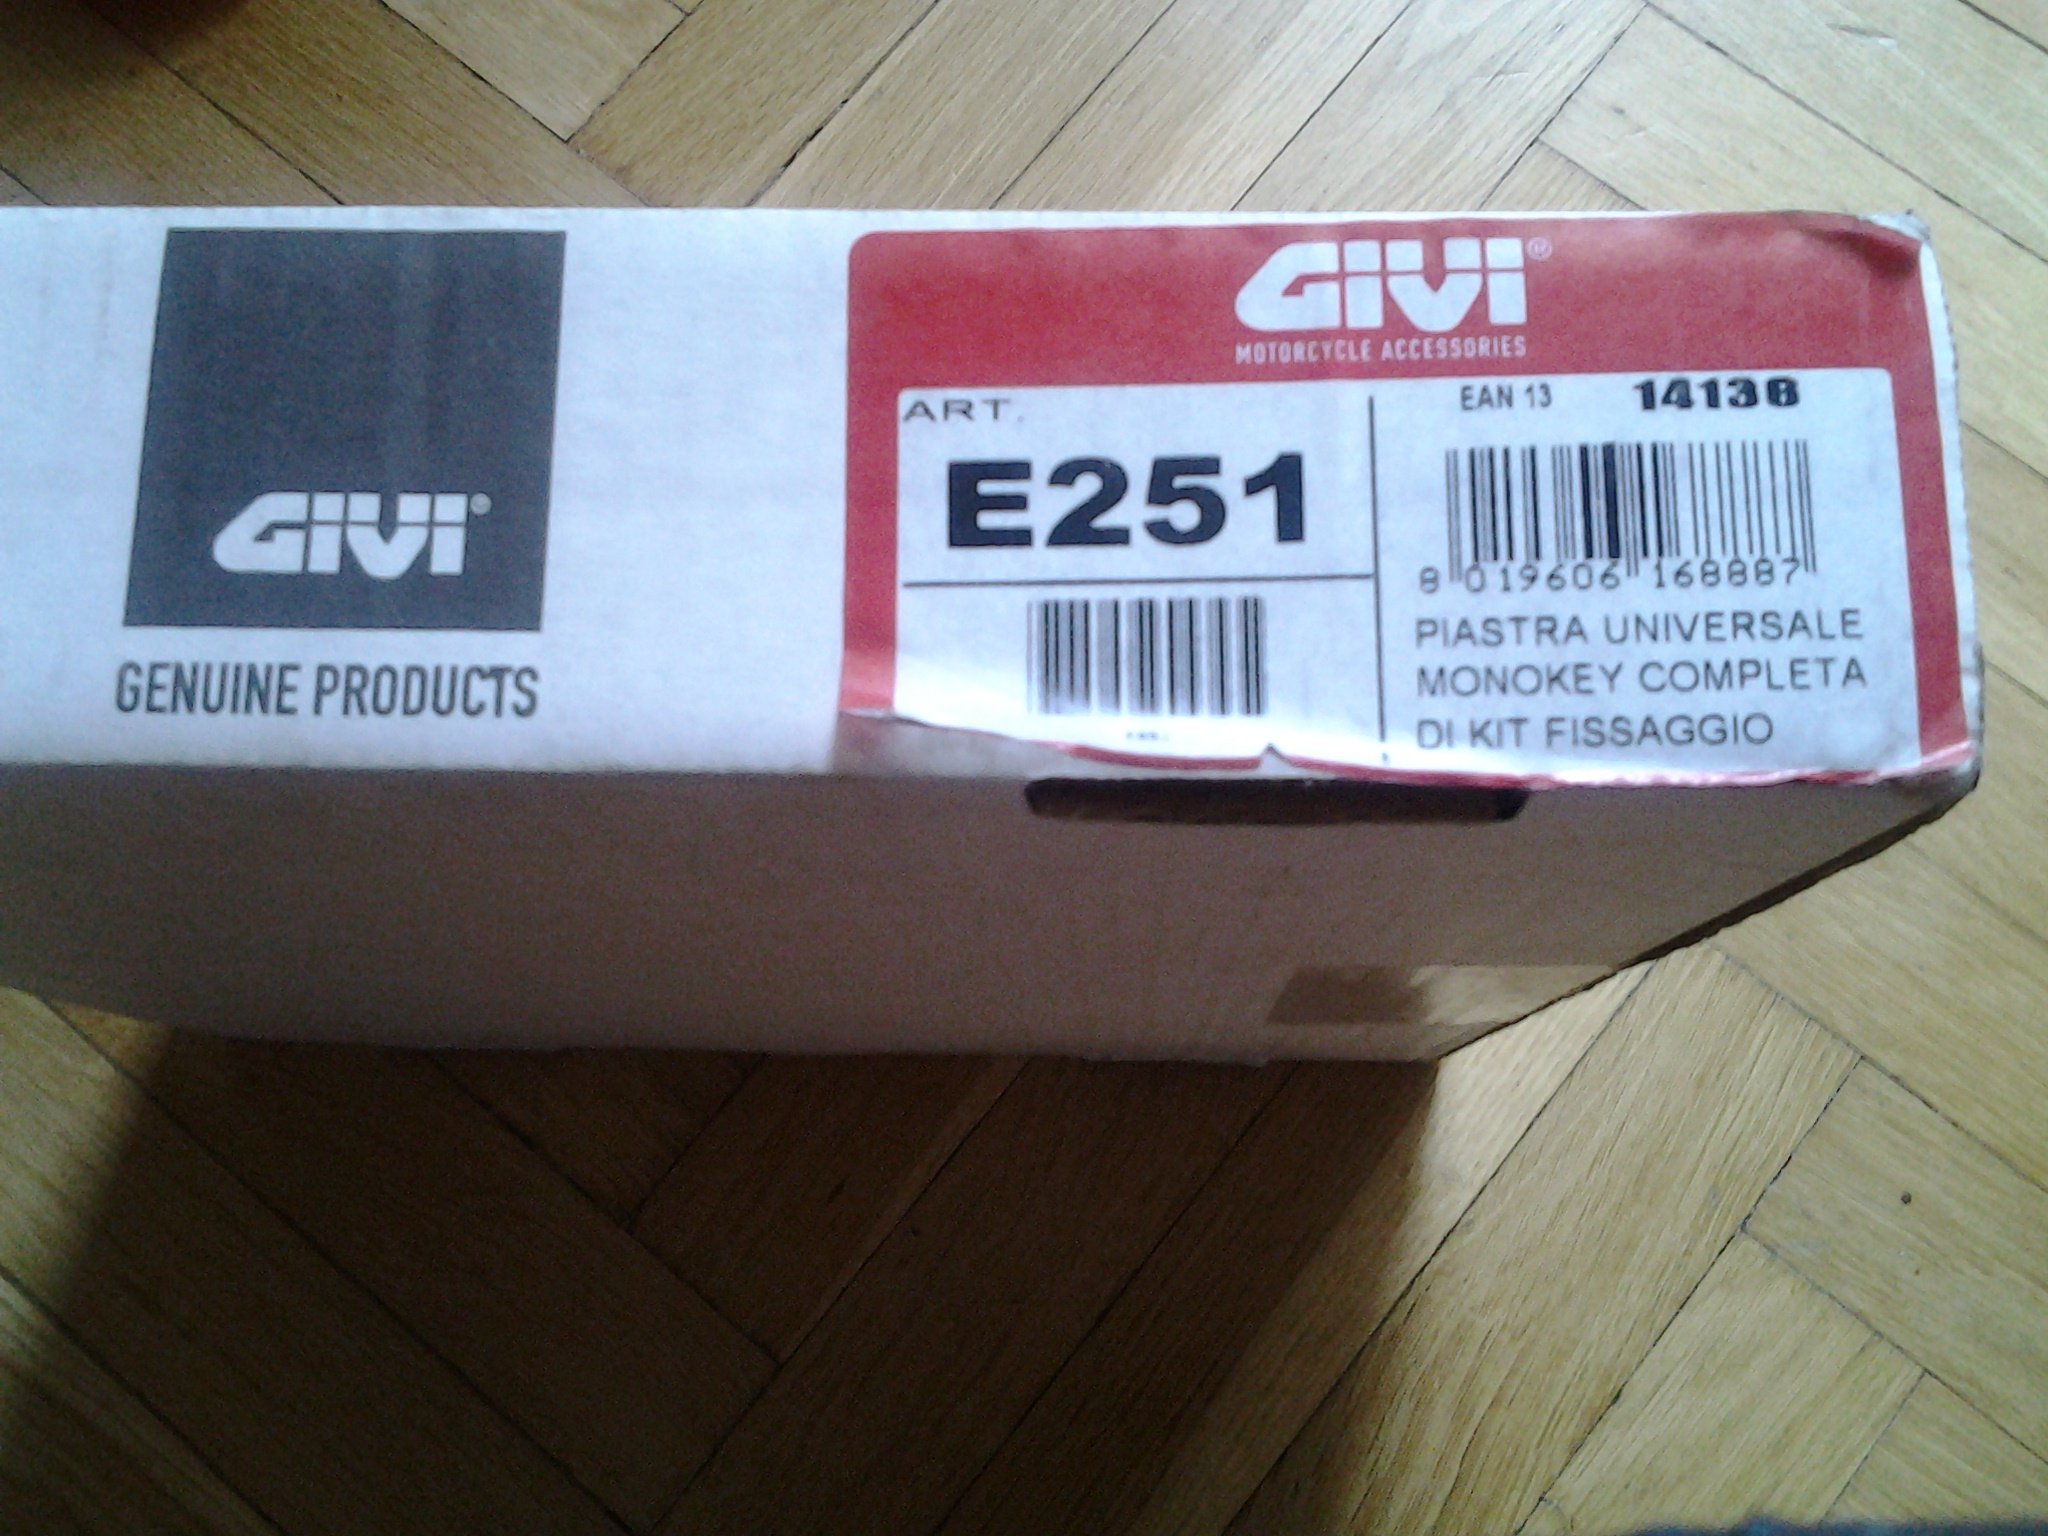 GIVI®
GENUINE PRODUCTS
GIVI®
MOTORCYCLE ACCESSORIES
ART.
E251
EAN 13 14138
8 019606 168887
PIASTRA UNIVERSALE
MONOKEY COMPLETA
DI KIT FISSAGGIO